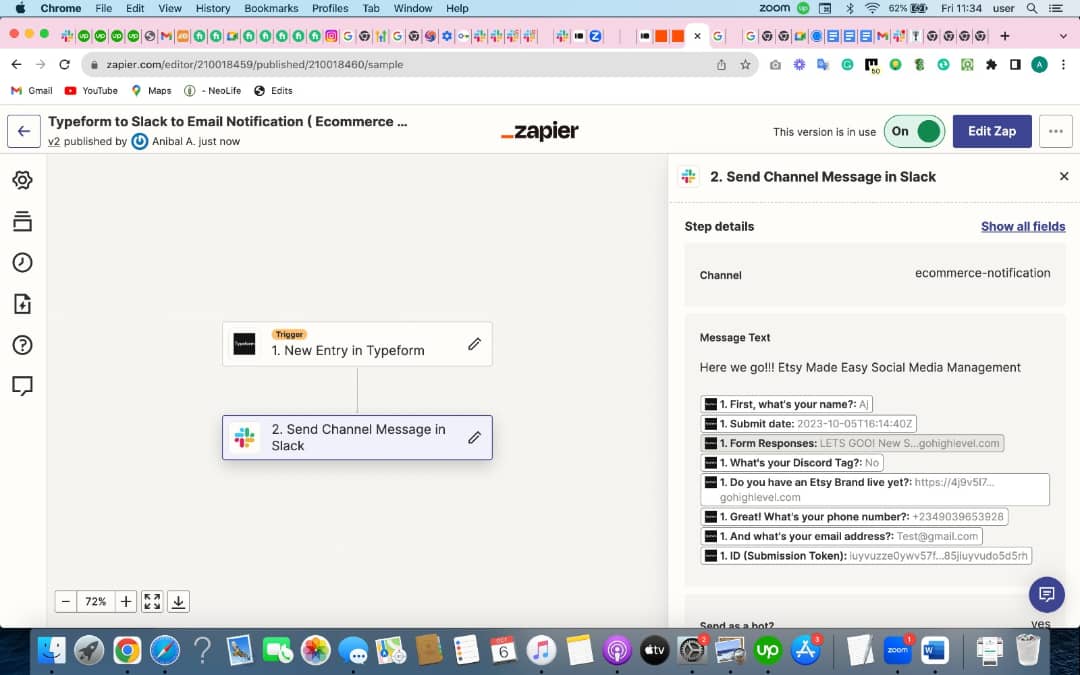 Chrome File Edit View History Bookmarks Profiles Tab Window Help zoom up 62% Fri 11:34 user
zapier.com/editor/210018459/published/210018460/sample
Gmail YouTube Maps - NeoLife Edits
Typeform to Slack to Email Notification ( Ecommerce ...
v2 published by Anibal A. just now
_zapier
This version is in use On Edit Zap
2. Send Channel Message in Slack
Step details Show all fields
Channel ecommerce-notification
Message Text
Here we go!!! Etsy Made Easy Social Media Management
1. First, what's your name?: Aj
1. Submit date: 2023-10-05T16:14:40Z
1. Form Responses: LETS GOO! New S...gohighlevel.com
1. What's your Discord Tag?: No
1. Do you have an Etsy Brand live yet?: https://4j9v5l7...
gohighlevel.com
1. Great! What's your phone number?: +2349039653928
1. And what's your email address?: Test@gmail.com
1. ID (Submission Token): iuyvuzze0ywv57f...85jiuyvudo5d5rh
Send as a bot? yes
Trigger
1. New Entry in Typeform
2. Send Channel Message in
Slack
72%
OCT
6
tv
2
up
3
zoom
1
W